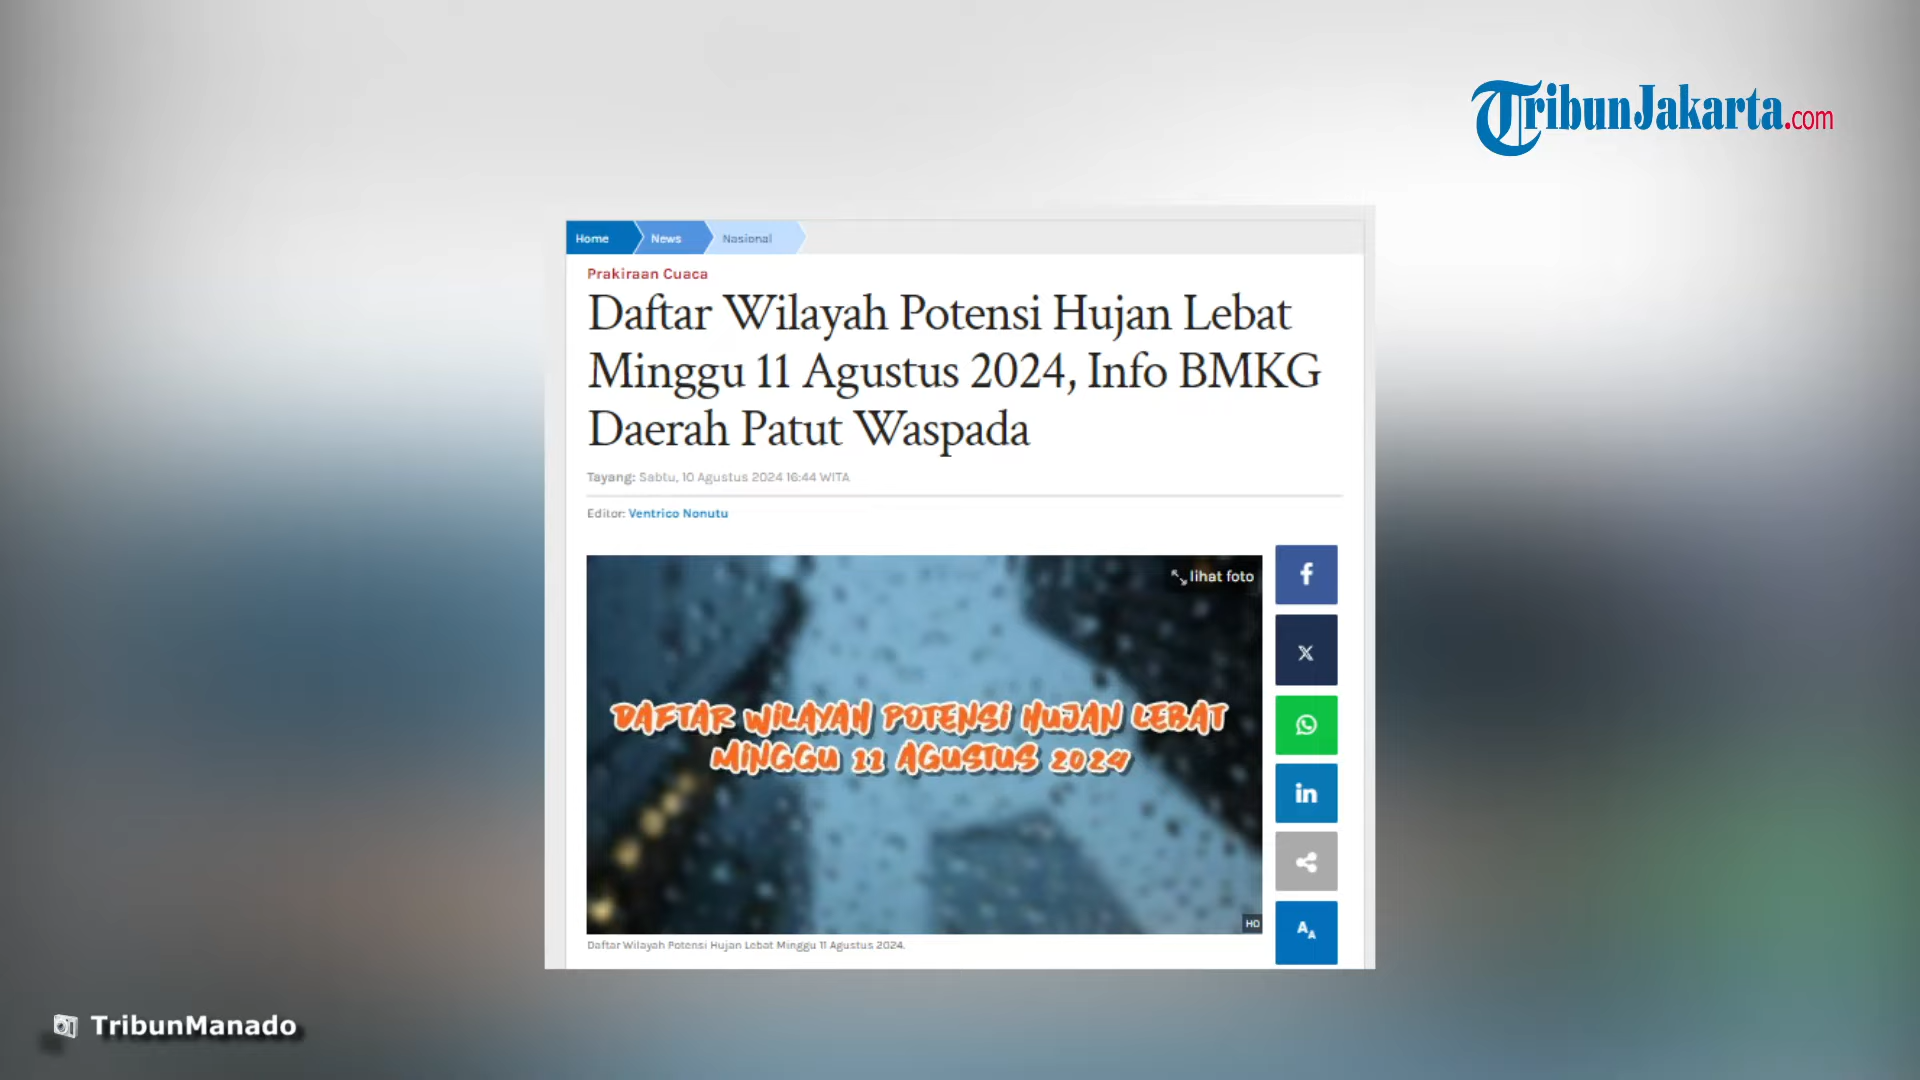 TribunJakarta.com
Home News Nasional
Prakiraan Cuaca
Daftar Wilayah Potensi Hujan Lebat
Minggu 11 Agustus 2024, Info BMKG
Daerah Patut Waspada
Tayang: Sabtu, 10 Agustus 2024 16:44 WITA
Editor: Ventrico Nonutu
lihat foto
DAFTAR WILAYAH POTENSI HUJAN LEBAT
MINGGU 11 AGUSTUS 2024
HD
Daftar Wilayah Potensi Hujan Lebat Minggu 11 Agustus 2024.
f
X
in
AA
TribunManado